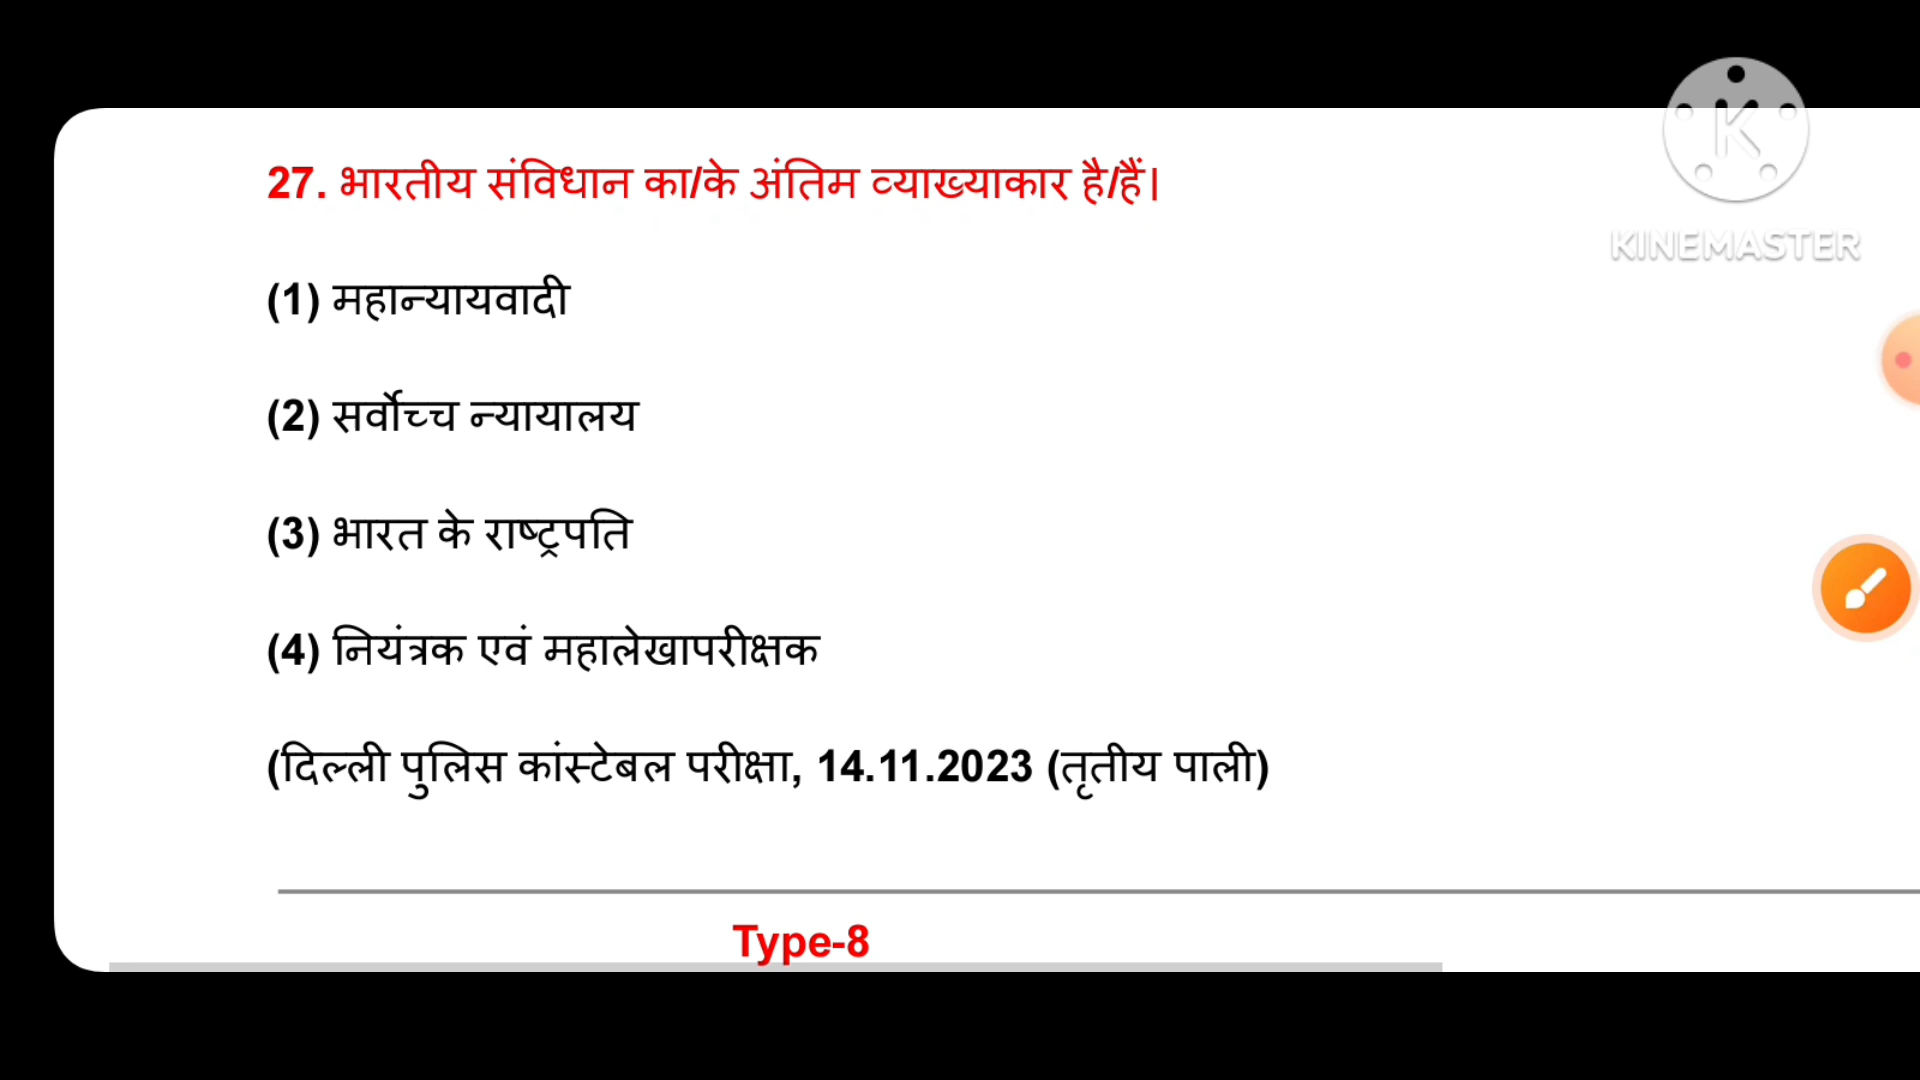 K
KINEMASTER
27. भारतीय संविधान का/के अंतिम व्याख्याकार है/हैं।
(1) महान्यायवादी
(2) सर्वोच्च न्यायालय
(3) भारत के राष्ट्रपति
(4) नियंत्रक एवं महालेखापरीक्षक
(दिल्ली पुलिस कांस्टेबल परीक्षा, 14.11.2023 (तृतीय पाली)
Type-8